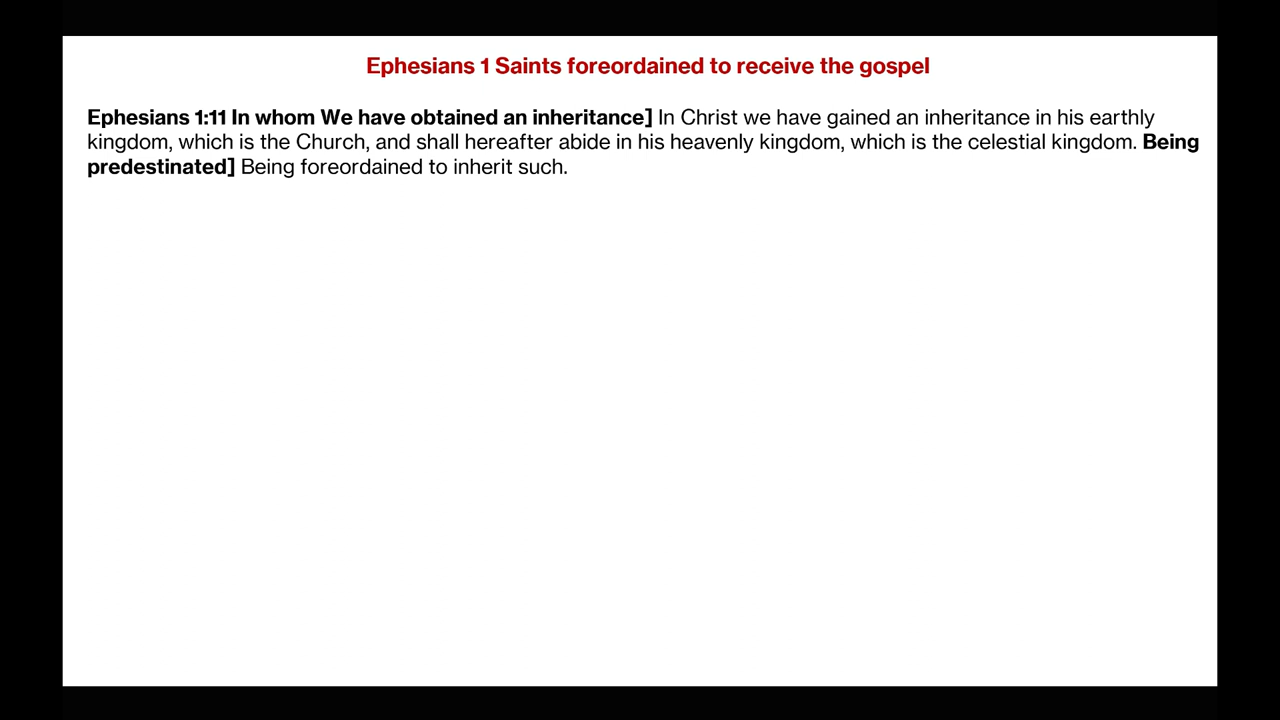 Ephesians 1 Saints foreordained to receive the gospel
Ephesians 1:11 In whom We have obtained an inheritance] In Christ we have gained an inheritance in his earthly
kingdom, which is the Church, and shall hereafter abide in his heavenly kingdom, which is the celestial kingdom. Being
predestinated] Being foreordained to inherit such.